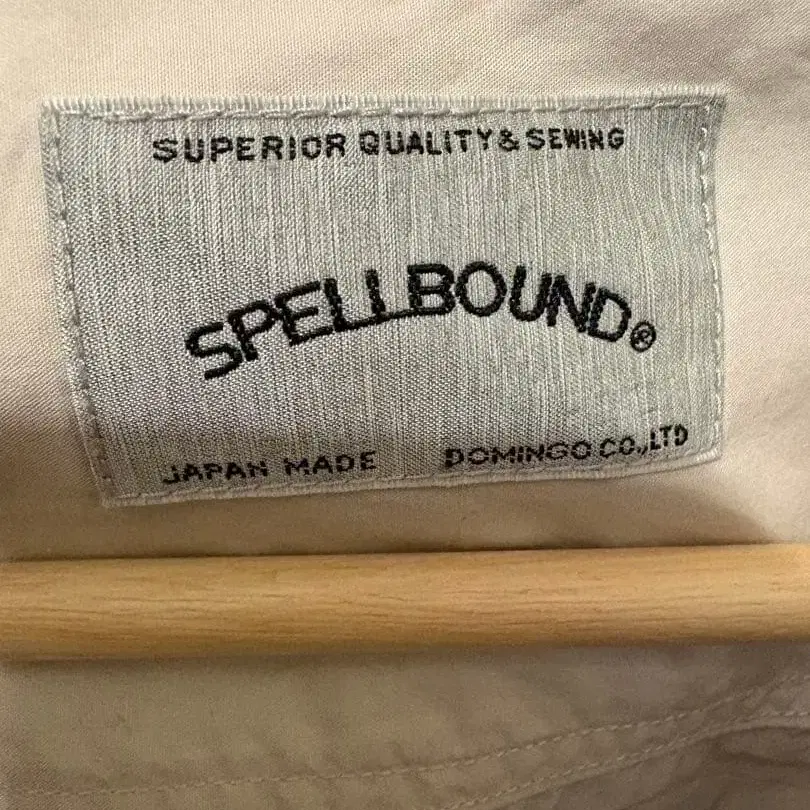 SUPERIOR QUALITY & SEWING
SPELLBOUND®
JAPAN MADE DOMINGO CO.,LTD